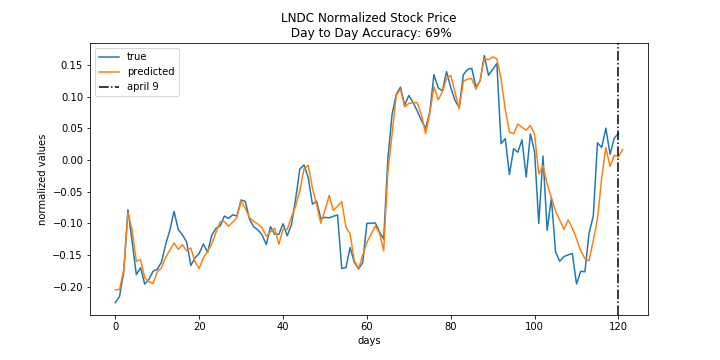 LNDC Normalized Stock Price
Day to Day Accuracy: 69%
true
predicted
april 9
normalized values
0.15
0.10
0.05
0.00
−0.05
−0.10
−0.15
−0.20
0
20
40
60
80
100
120
days